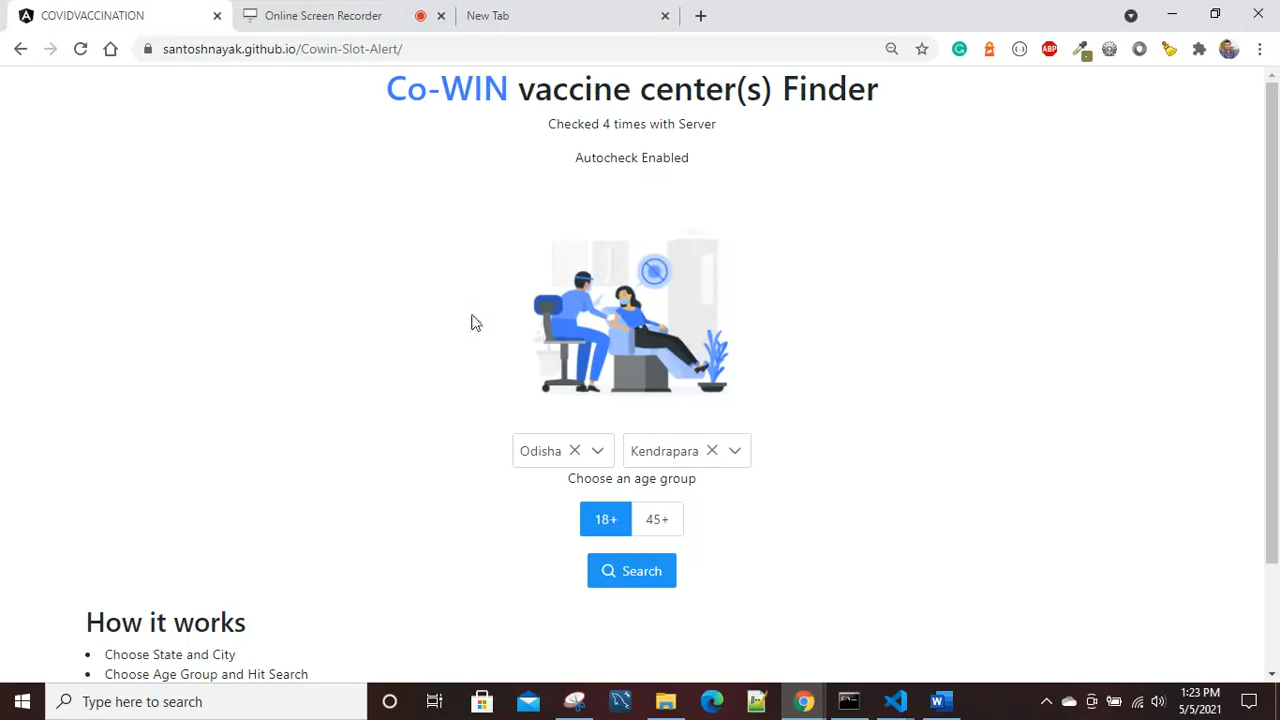 COVIDVACCINATION
Online Screen Recorder
New Tab
santoshnayak.github.io/Cowin-Slot-Alert/
ABP
Co-WIN vaccine center(s) Finder
Checked 4 times with Server
Autocheck Enabled
Odisha
Kendrapara
Choose an age group
18+
45+
Search
How it works
Choose State and City
Choose Age Group and Hit Search
Type here to search
1:23 PM
5/5/2021